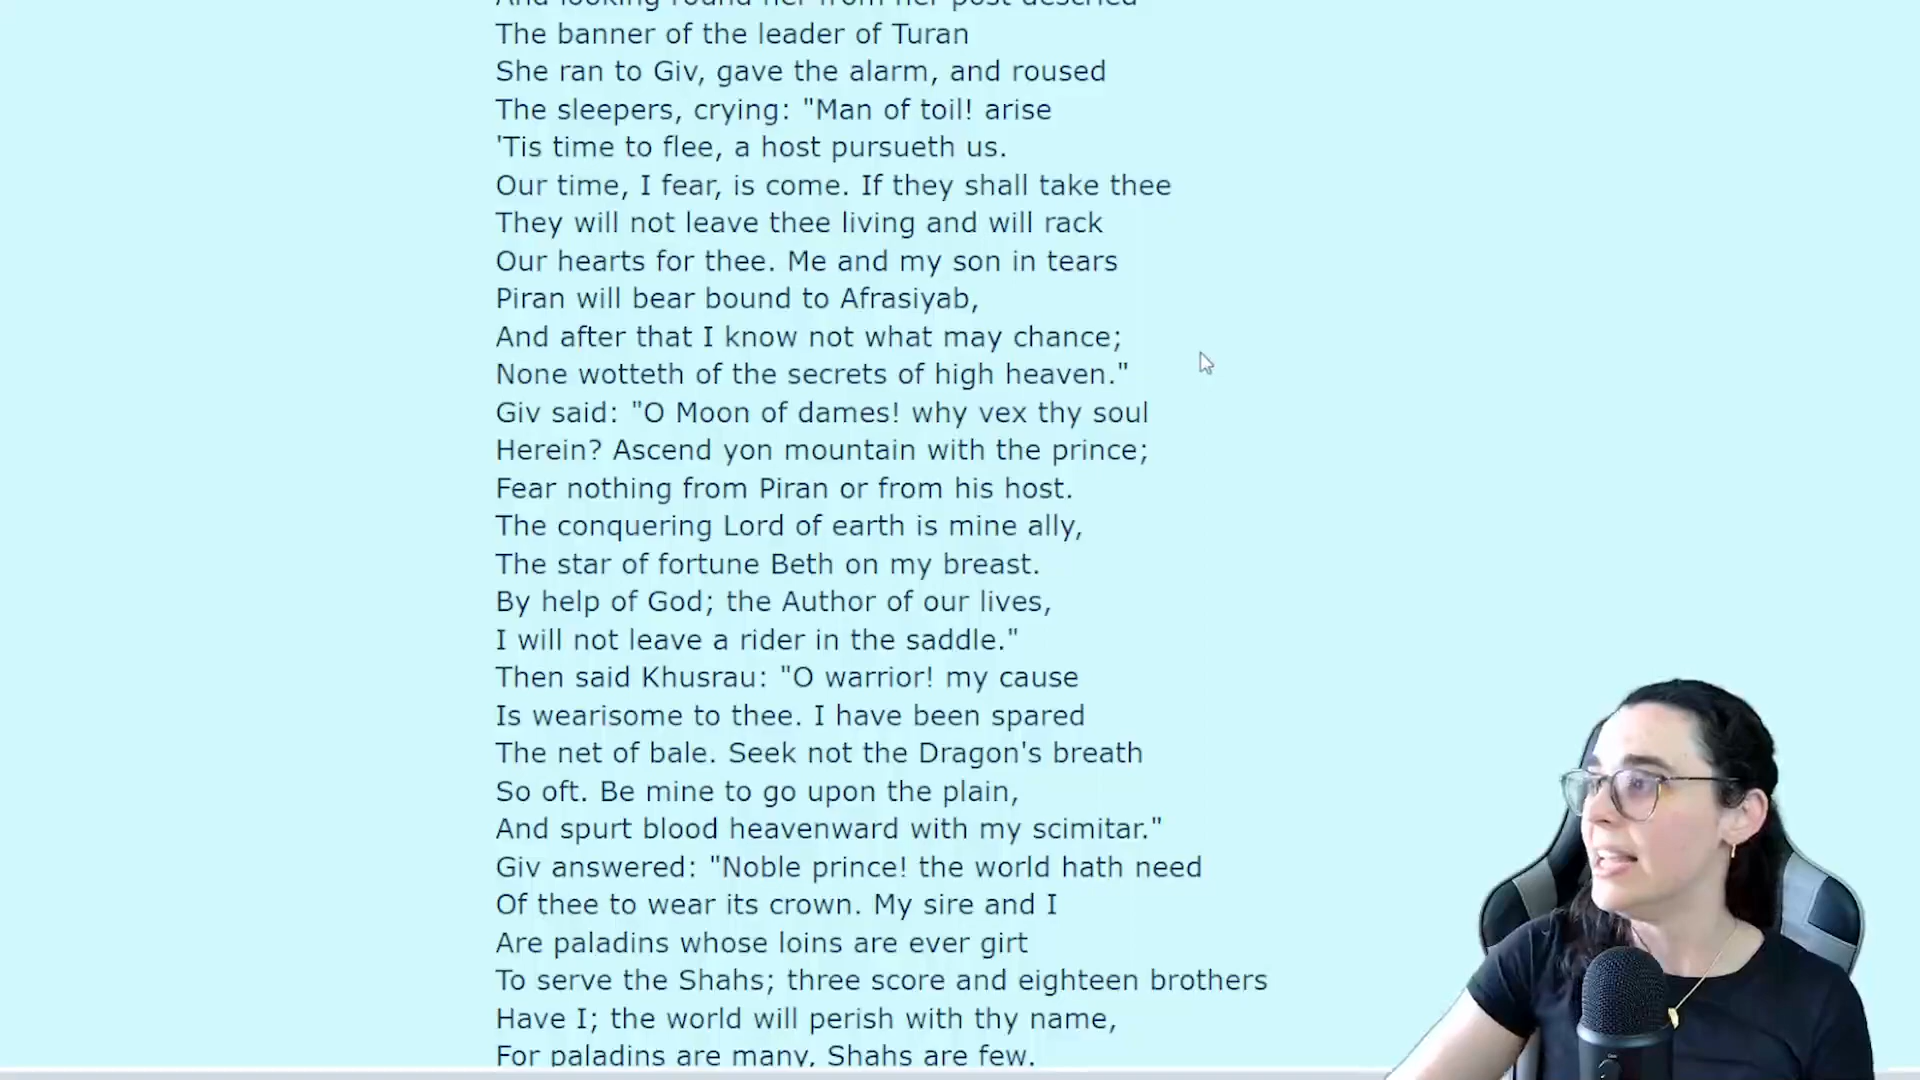 And looking round her from her post descried
The banner of the leader of Turan
She ran to Giv, gave the alarm, and roused
The sleepers, crying: "Man of toil! arise
'Tis time to flee, a host pursueth us.
Our time, I fear, is come. If they shall take thee
They will not leave thee living and will rack
Our hearts for thee. Me and my son in tears
Piran will bear bound to Afrasiyab,
And after that I know not what may chance;
None wotteth of the secrets of high heaven."
Giv said: "O Moon of dames! why vex thy soul
Herein? Ascend yon mountain with the prince;
Fear nothing from Piran or from his host.
The conquering Lord of earth is mine ally,
The star of fortune Beth on my breast.
By help of God; the Author of our lives,
I will not leave a rider in the saddle."
Then said Khusrau: "O warrior! my cause
Is wearisome to thee. I have been spared
The net of bale. Seek not the Dragon's breath
So oft. Be mine to go upon the plain,
And spurt blood heavenward with my scimitar."
Giv answered: "Noble prince! the world hath need
Of thee to wear its crown. My sire and I
Are paladins whose loins are ever girt
To serve the Shahs; three score and eighteen brothers
Have I; the world will perish with thy name,
For paladins are many, Shahs are few.